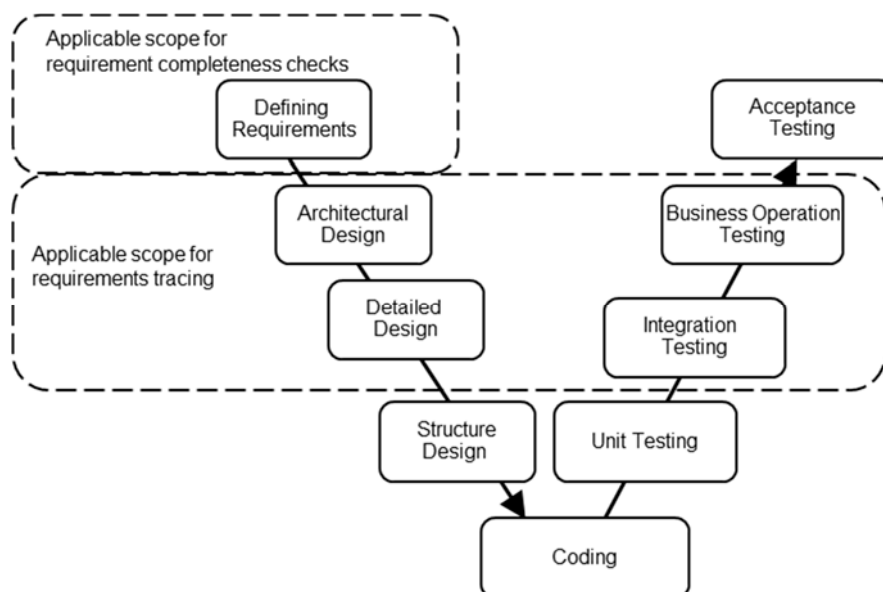 Applicable scope for
requirement completeness checks
Defining
Requirements
Acceptance
Testing
Architectural
Design
Business Operation
Testing
Applicable scope for
requirements tracing
Detailed
Design
Integration
Testing
Structure
Design
Unit Testing
Coding